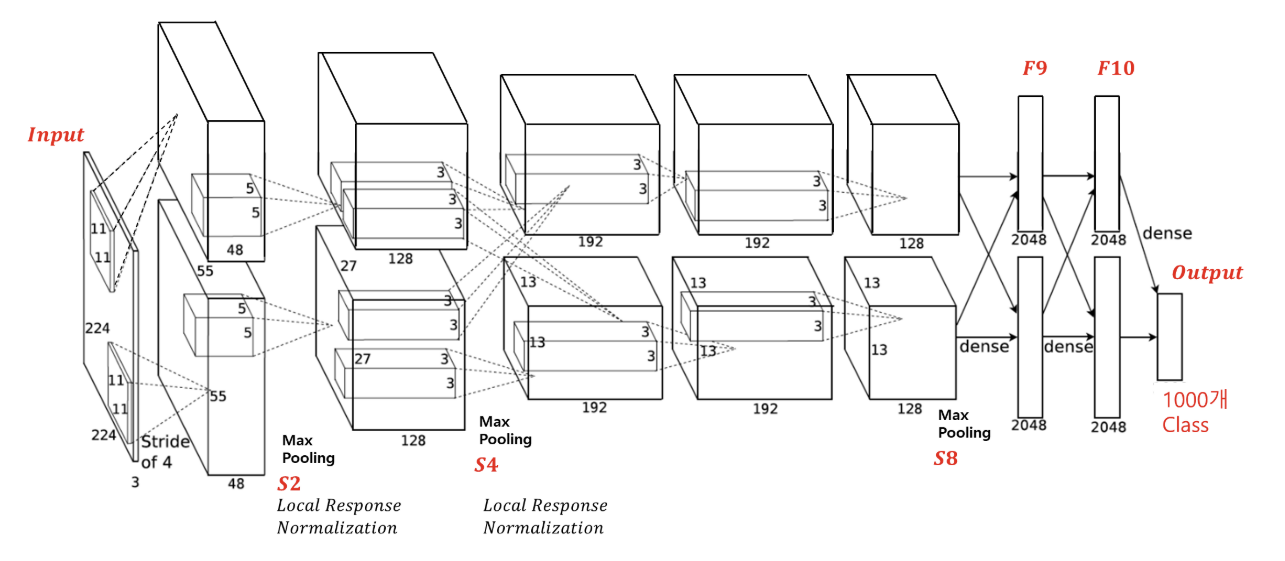 F9
F10
Input
5
5
48
3
3
3
128
3
3
192
3
3
192
128
2048
2048
dense
Output
11
11
224
11
11
224
3
Stride
of 4
55
5
5
55
48
27
3
3
27
3
3
128
13
3
13
3
192
13
3
3
13
192
13
13
128
dense
dense
2048
2048
1000개
Class
Max
Pooling
S2
Local Response
Normalization
Max
Pooling
S4
Local Response
Normalization
Max
Pooling
S8